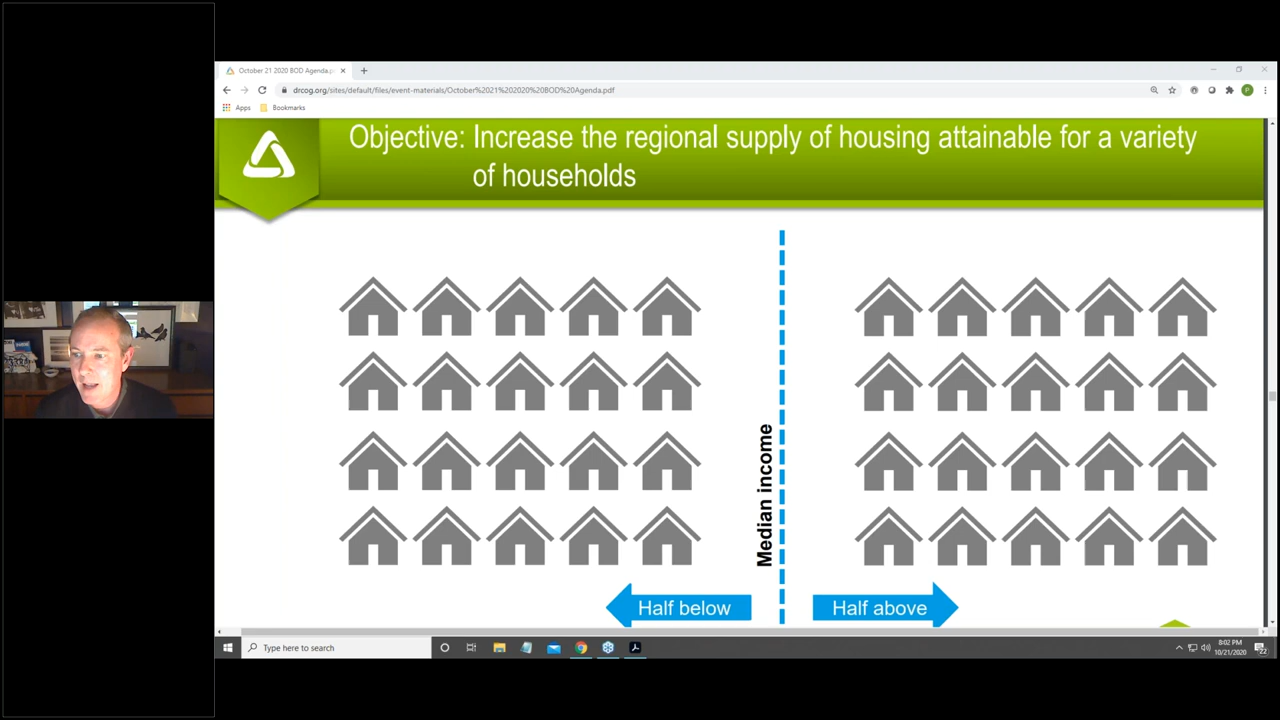 October 21 2020 BOD Agenda.p
drcog.org/sites/default/files/event-materials/October%2021%202020%20BOD%20Agenda.pdf
P
Apps
Bookmarks
Objective: Increase the regional supply of housing attainable for a variety
of households
Median income
Half below
Half above
Type here to search
8:02 PM
10/21/2020
22